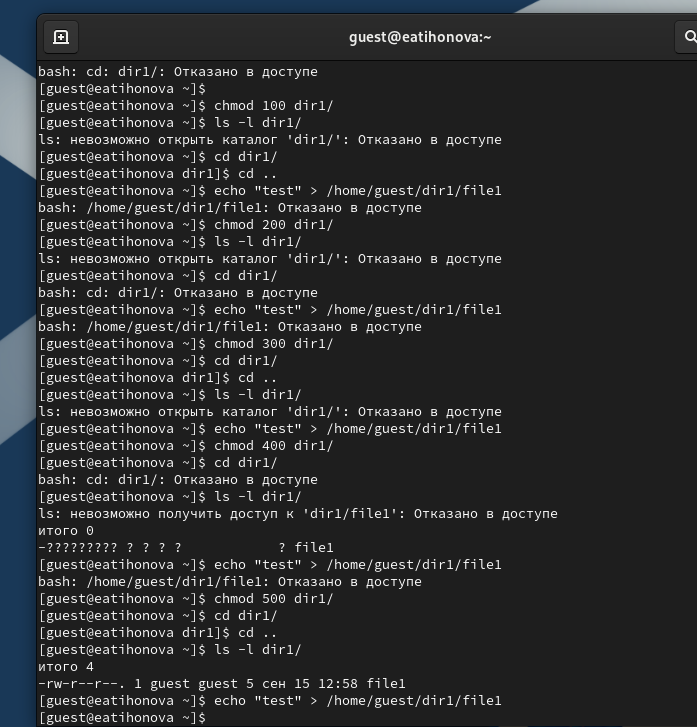 guest@eatihonova:~
bash: cd: dir1/: Отказано в доступе
[guest@eatihonova ~]$
[guest@eatihonova ~]$ chmod 100 dir1/
[guest@eatihonova ~]$ ls -l dir1/
ls: невозможно открыть каталог 'dir1/': Отказано в доступе
[guest@eatihonova ~]$ cd dir1/
[guest@eatihonova dir1]$ cd ..
[guest@eatihonova ~]$ echo "test" > /home/guest/dir1/file1
bash: /home/guest/dir1/file1: Отказано в доступе
[guest@eatihonova ~]$ chmod 200 dir1/
[guest@eatihonova ~]$ ls -l dir1/
ls: невозможно открыть каталог 'dir1/': Отказано в доступе
[guest@eatihonova ~]$ cd dir1/
bash: cd: dir1/: Отказано в доступе
[guest@eatihonova ~]$ echo "test" > /home/guest/dir1/file1
bash: /home/guest/dir1/file1: Отказано в доступе
[guest@eatihonova ~]$ chmod 300 dir1/
[guest@eatihonova ~]$ cd dir1/
[guest@eatihonova dir1]$ cd ..
[guest@eatihonova ~]$ ls -l dir1/
ls: невозможно открыть каталог 'dir1/': Отказано в доступе
[guest@eatihonova ~]$ echo "test" > /home/guest/dir1/file1
[guest@eatihonova ~]$ chmod 400 dir1/
[guest@eatihonova ~]$ cd dir1/
bash: cd: dir1/: Отказано в доступе
[guest@eatihonova ~]$ ls -l dir1/
ls: невозможно получить доступ к 'dir1/file1': Отказано в доступе
итого 0
-????????? ? ? ? ?            ? file1
[guest@eatihonova ~]$ echo "test" > /home/guest/dir1/file1
bash: /home/guest/dir1/file1: Отказано в доступе
[guest@eatihonova ~]$ chmod 500 dir1/
[guest@eatihonova ~]$ cd dir1/
[guest@eatihonova dir1]$ cd ..
[guest@eatihonova ~]$ ls -l dir1/
итого 4
-rw-r--r--. 1 guest guest 5 сен 15 12:58 file1
[guest@eatihonova ~]$ echo "test" > /home/guest/dir1/file1
[guest@eatihonova ~]$